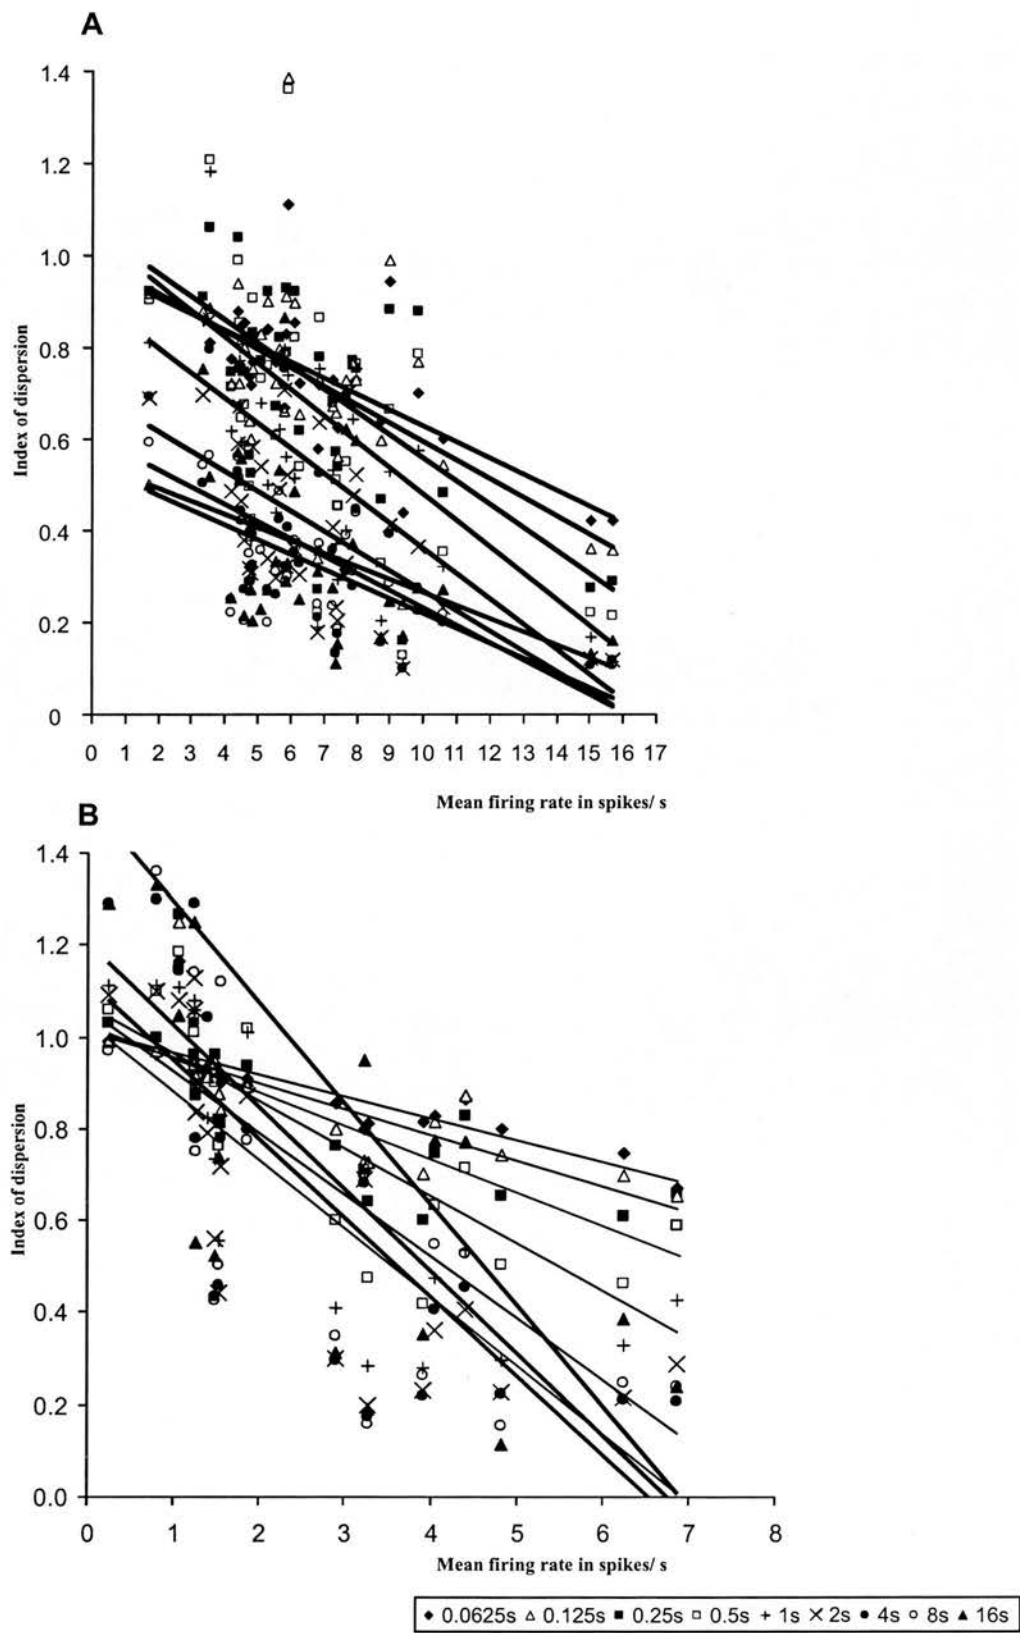 A
1.4
1.2
1.0
0.8
0.6
0.4
0.2
0
Index of dispersion
0 1 2 3 4 5 6 7 8 9 10 11 12 13 14 15 16 17
Mean firing rate in spikes/ s
B
1.4
1.2
1.0
0.8
0.6
0.4
0.2
0.0
Index of dispersion
0 1 2 3 4 5 6 7 8
Mean firing rate in spikes/ s
0.0625s 0.125s 0.25s 0.5s 1s 2s 4s 8s 16s